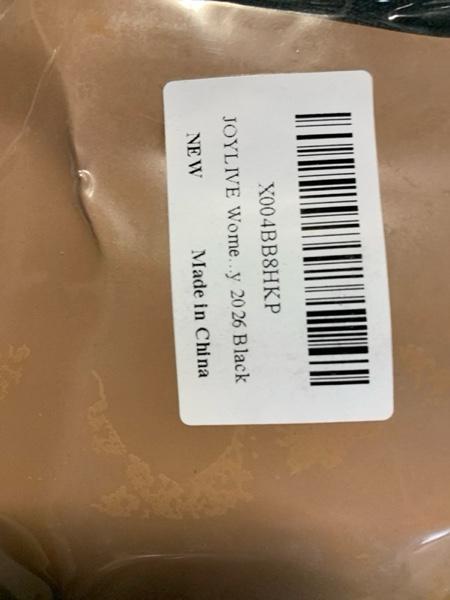 X004BB8HKP
JOYLIVE Wome...y 2026 Black
NEW Made in China